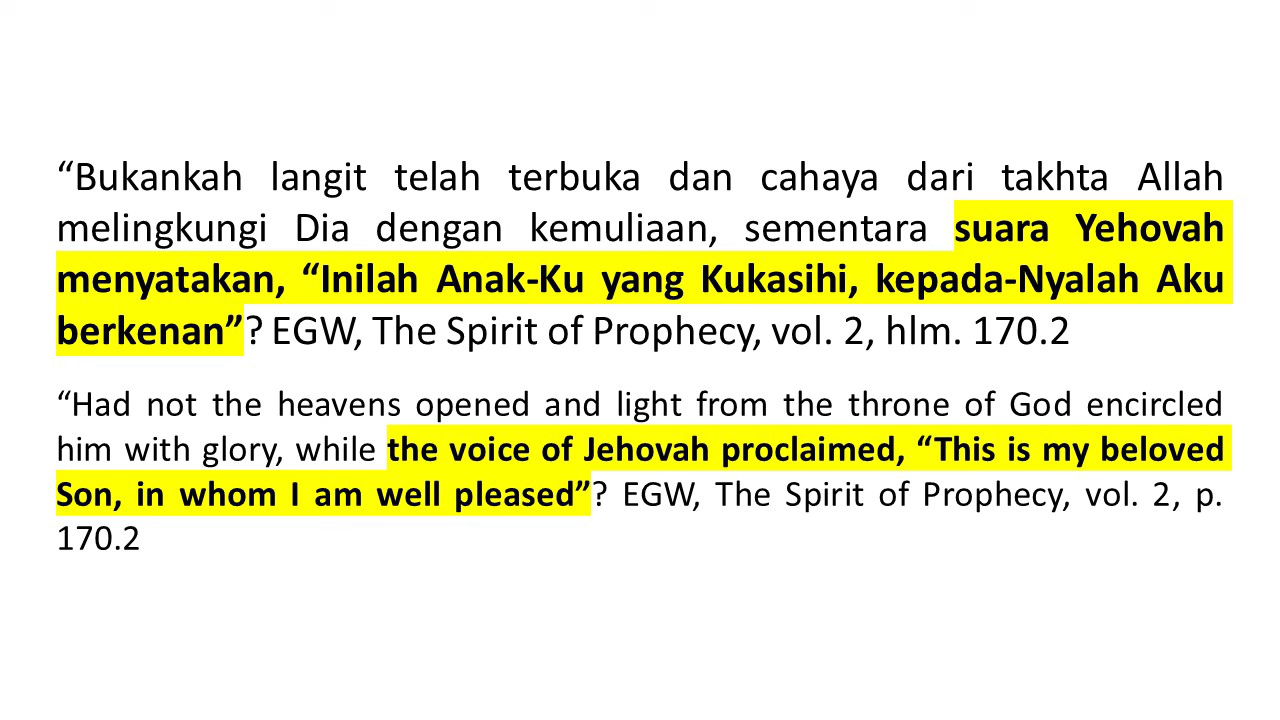 “Bukankah langit telah terbuka dan cahaya dari takhta Allah
melingkungi Dia dengan kemuliaan, sementara suara Yehovah
menyatakan, “Inilah Anak-Ku yang Kukasihi, kepada-Nyalah Aku
berkenan”? EGW, The Spirit of Prophecy, vol. 2, hlm. 170.2
“Had not the heavens opened and light from the throne of God encircled
him with glory, while the voice of Jehovah proclaimed, “This is my beloved
Son, in whom I am well pleased”? EGW, The Spirit of Prophecy, vol. 2, p.
170.2